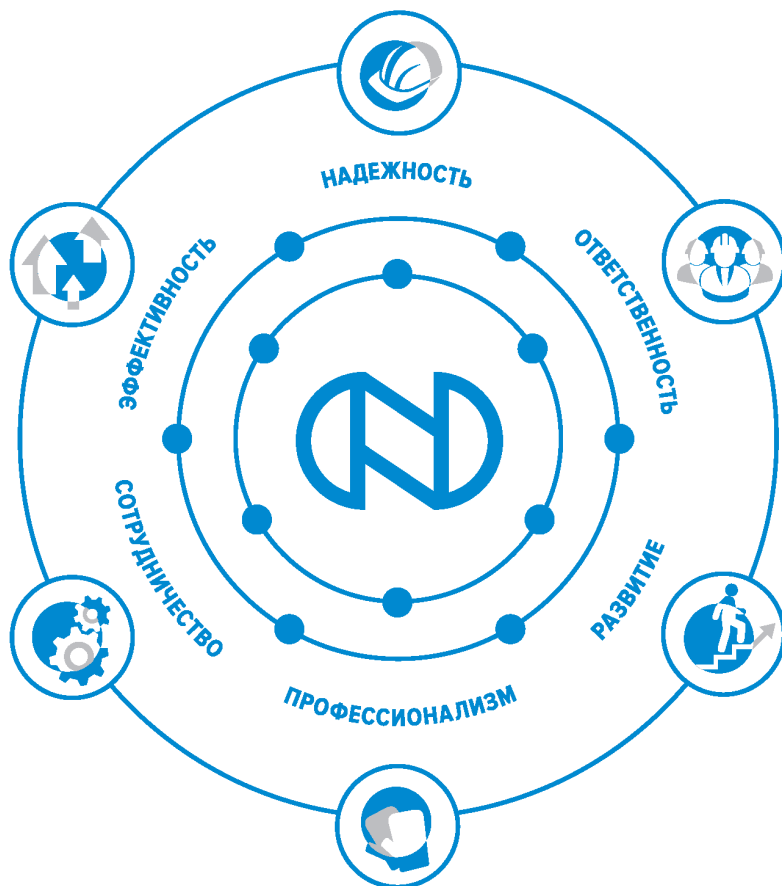 НАДЕЖНОСТЬ
ОТВЕТСТВЕННОСТЬ
РАЗВИТИЕ
ПРОФЕССИОНАЛИЗМ
СОТРУДНИЧЕСТВО
ЭФФЕКТИВНОСТЬ